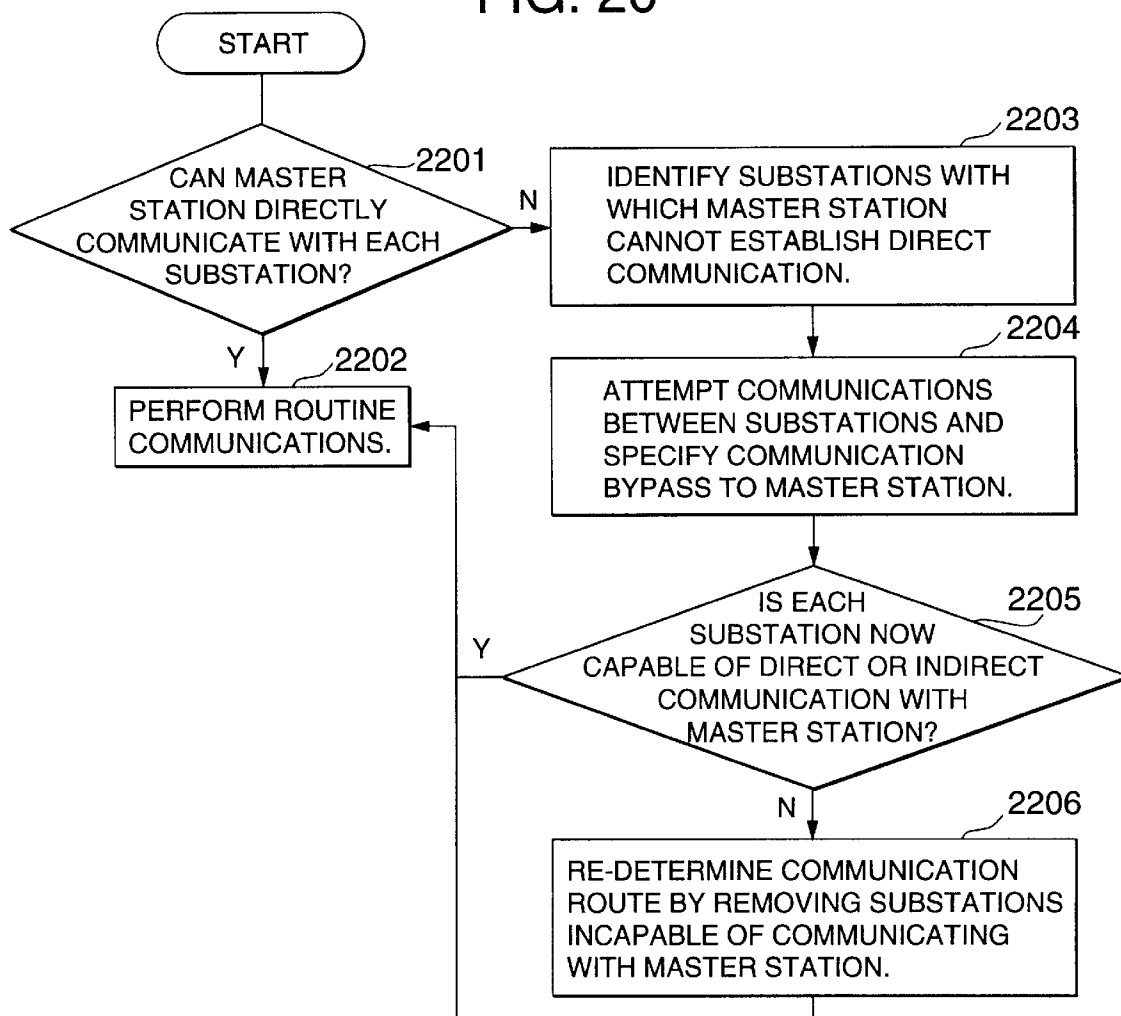 START
2201
CAN MASTER
STATION DIRECTLY
COMMUNICATE WITH EACH
SUBSTATION?
N
Y
2202
PERFORM ROUTINE
COMMUNICATIONS.
2203
IDENTIFY SUBSTATIONS WITH
WHICH MASTER STATION
CANNOT ESTABLISH DIRECT
COMMUNICATION.
2204
ATTEMPT COMMUNICATIONS
BETWEEN SUBSTATIONS AND
SPECIFY COMMUNICATION
BYPASS TO MASTER STATION.
2205
IS EACH
SUBSTATION NOW
CAPABLE OF DIRECT OR INDIRECT
COMMUNICATION WITH
MASTER STATION?
Y
N
2206
RE-DETERMINE COMMUNICATION
ROUTE BY REMOVING SUBSTATIONS
INCAPABLE OF COMMUNICATING
WITH MASTER STATION.